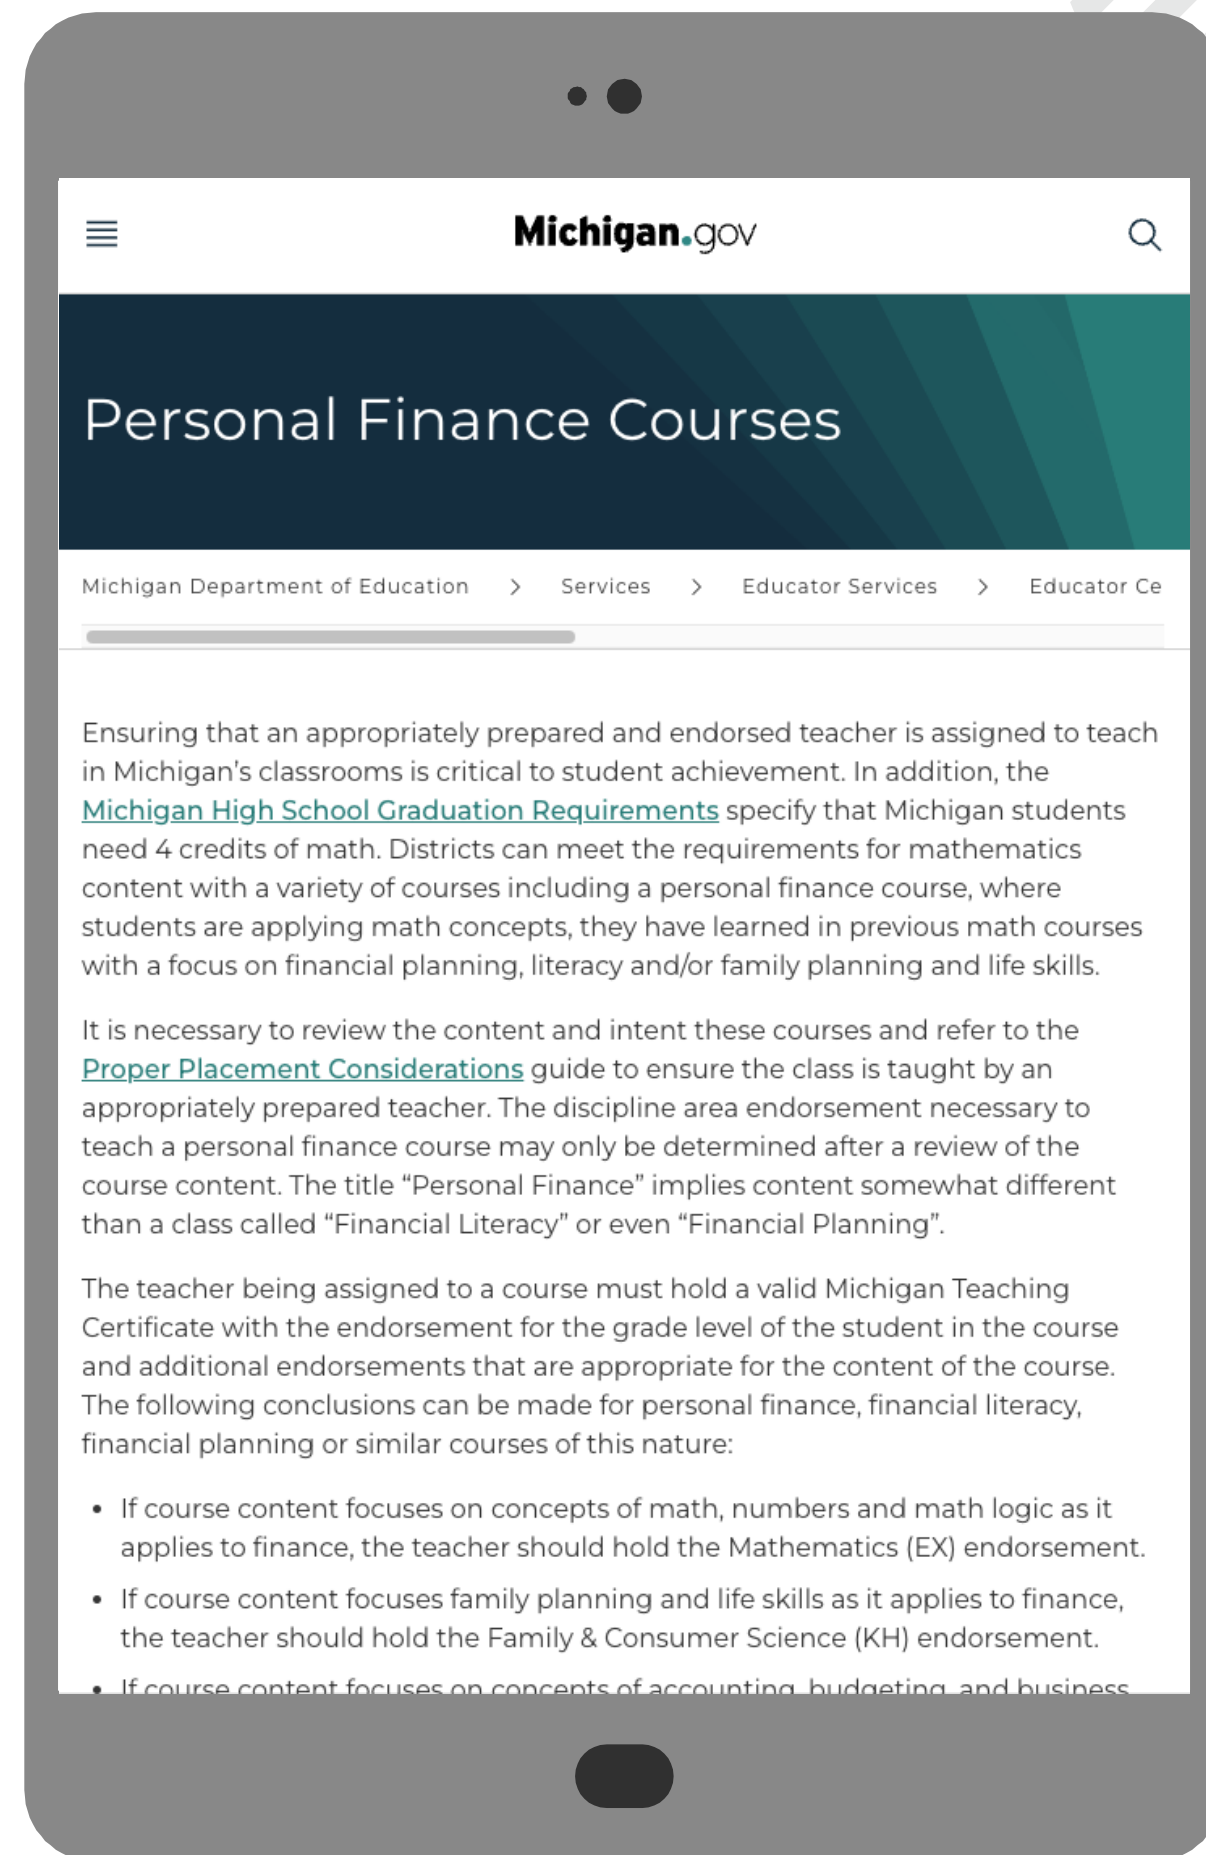 Michigan.gov
Personal Finance Courses
Michigan Department of Education > Services > Educator Services > Educator Ce
Ensuring that an appropriately prepared and endorsed teacher is assigned to teach
in Michigan’s classrooms is critical to student achievement. In addition, the
Michigan High School Graduation Requirements specify that Michigan students
need 4 credits of math. Districts can meet the requirements for mathematics
content with a variety of courses including a personal finance course, where
students are applying math concepts, they have learned in previous math courses
with a focus on financial planning, literacy and/or family planning and life skills.
It is necessary to review the content and intent these courses and refer to the
Proper Placement Considerations guide to ensure the class is taught by an
appropriately prepared teacher. The discipline area endorsement necessary to
teach a personal finance course may only be determined after a review of the
course content. The title “Personal Finance” implies content somewhat different
than a class called “Financial Literacy” or even “Financial Planning”.
The teacher being assigned to a course must hold a valid Michigan Teaching
Certificate with the endorsement for the grade level of the student in the course
and additional endorsements that are appropriate for the content of the course.
The following conclusions can be made for personal finance, financial literacy,
financial planning or similar courses of this nature:
• If course content focuses on concepts of math, numbers and math logic as it
applies to finance, the teacher should hold the Mathematics (EX) endorsement.
• If course content focuses family planning and life skills as it applies to finance,
the teacher should hold the Family & Consumer Science (KH) endorsement.
• If course content focuses on concepts of accounting, budgeting, and business